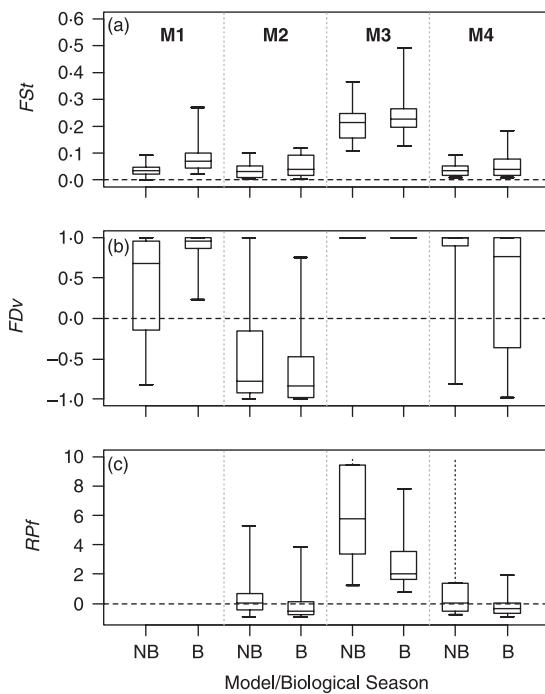 (a) M1 M2 M3 M4
FSt
0·6
0·5
0·4
0·3
0·2
0·1
0·0
(b)
FDv
1·0
0·5
0·0
−0·5
−1·0
(c)
RPf
10
8
6
4
2
0
NB B NB B NB B NB B
Model/Biological Season